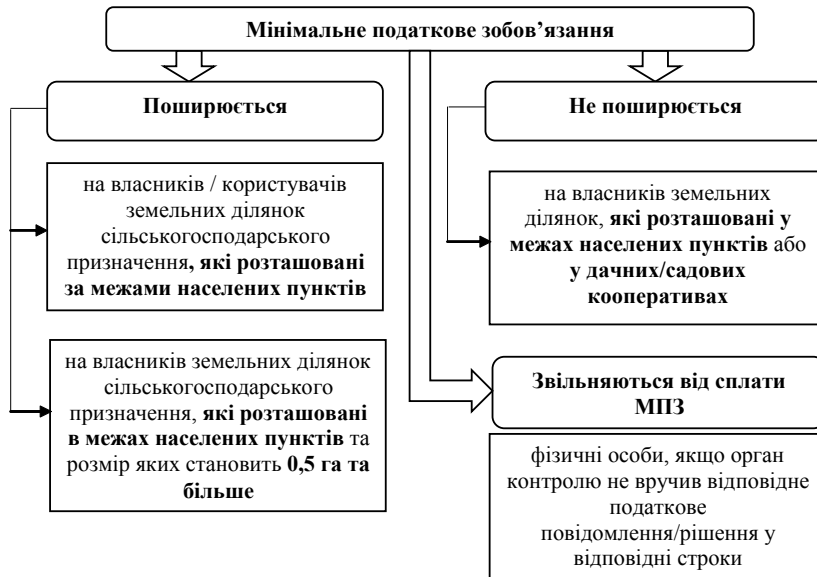 Мінімальне податкове зобов’язання
Поширюється
на власників / користувачів
земельних ділянок
сільськогосподарського
призначення, які розташовані
за межами населених пунктів
на власників земельних ділянок
сільськогосподарського
призначення, які розташовані
в межах населених пунктів та
розмір яких становить 0,5 га та
більше
Не поширюється
на власників земельних
ділянок, які розташовані у
межах населених пунктів або
у дачних/садових
кооперативах
Звільняються від сплати
МПЗ
фізичні особи, якщо орган
контролю не вручив відповідне
податкове
повідомлення/рішення у
відповідні строки